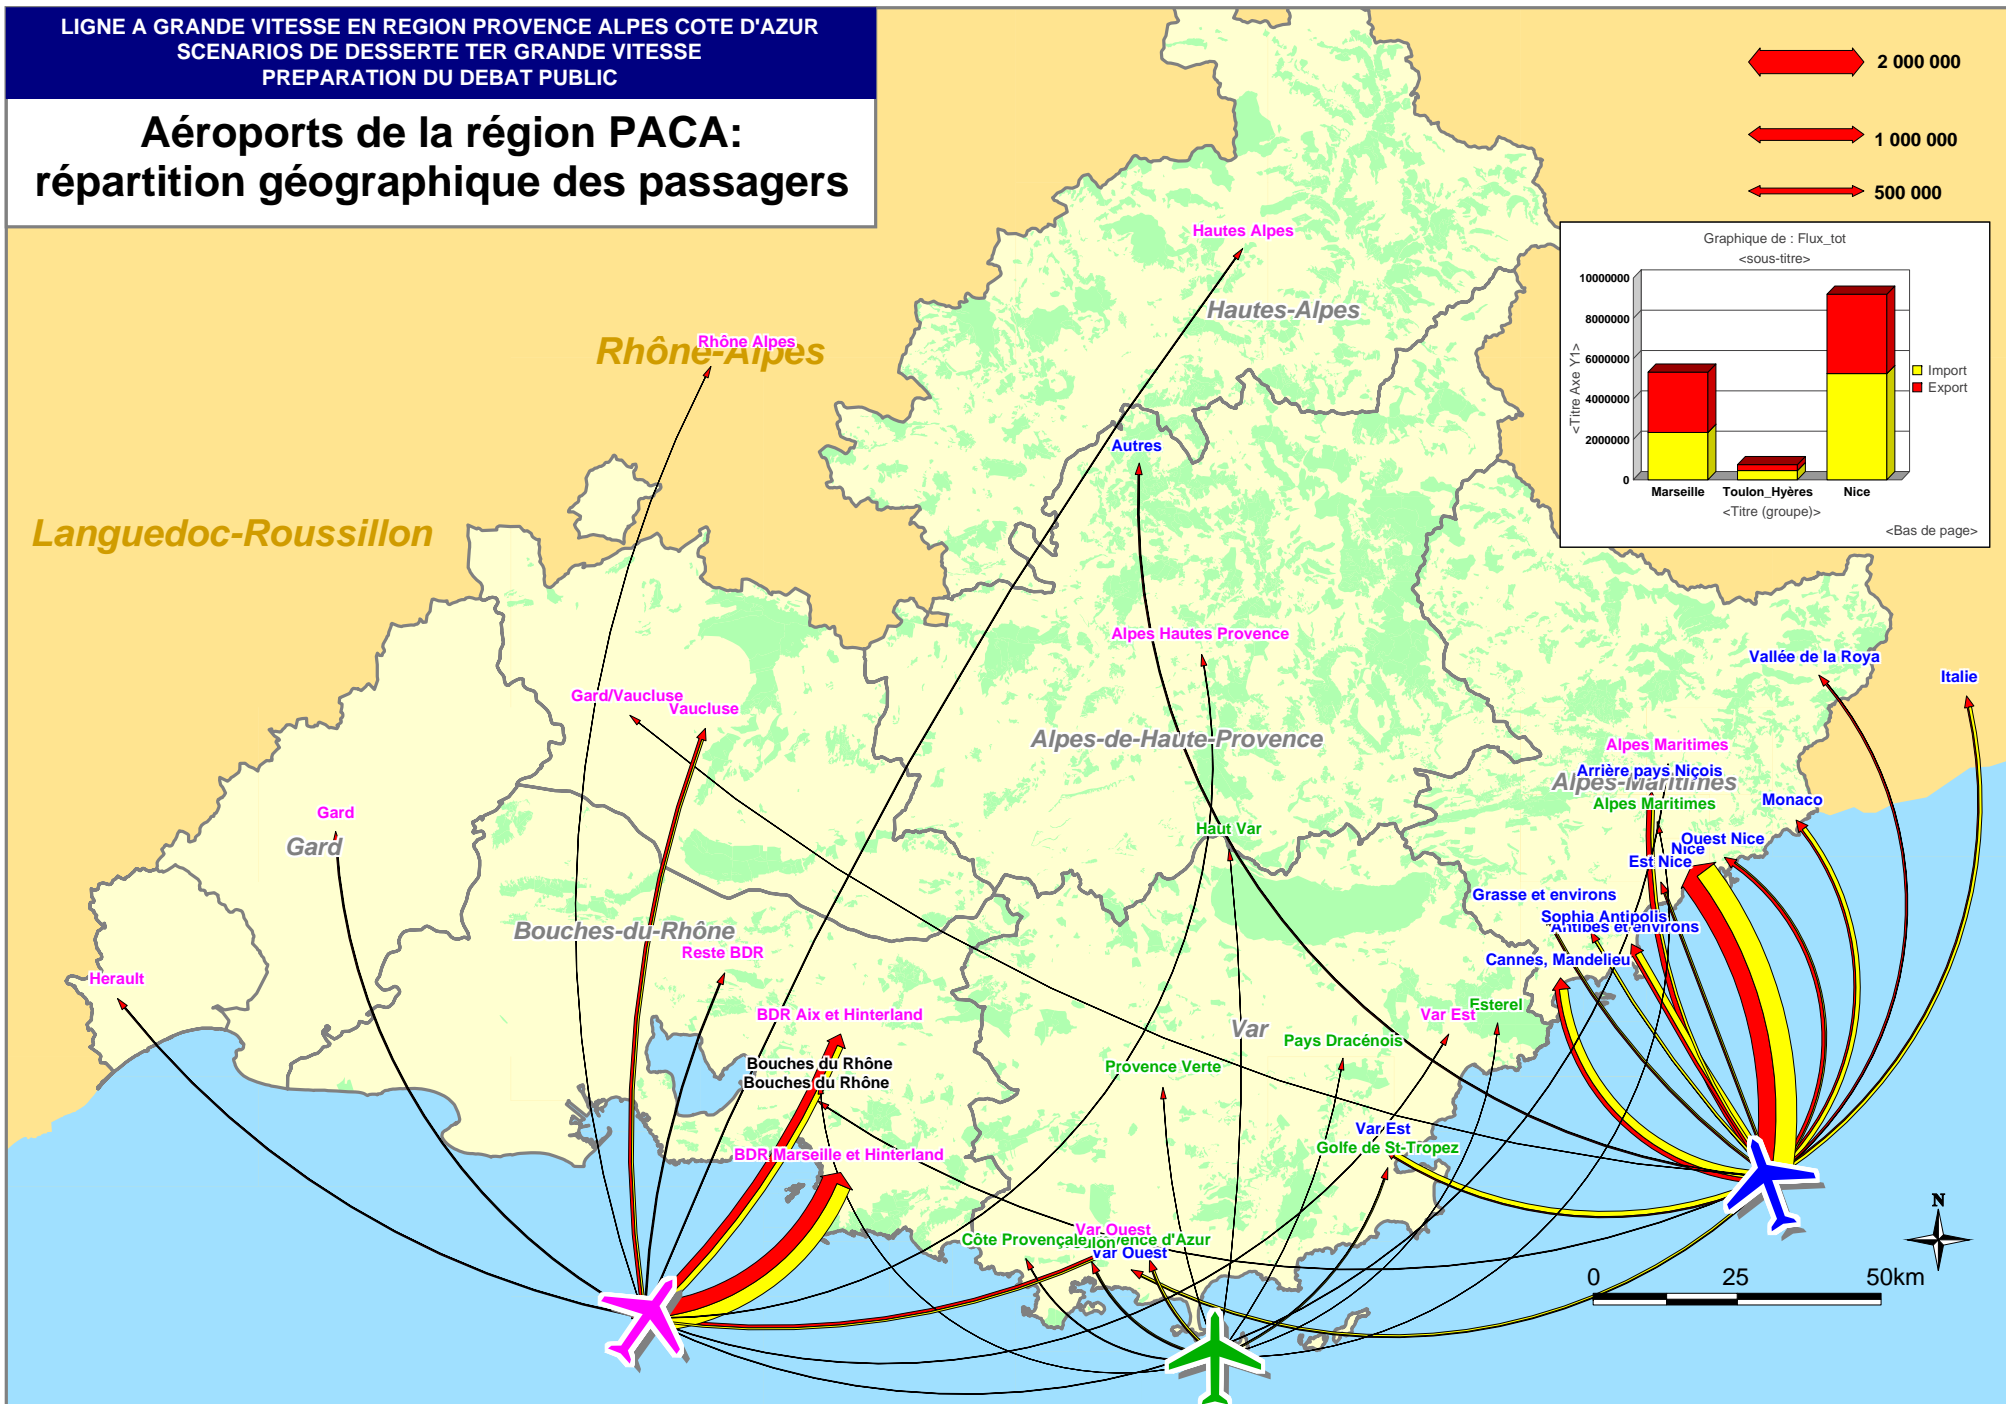 LIGNE A GRANDE VITESSE EN REGION PROVENCE ALPES COTE D'AZUR
SCENARIOS DE DESSERTE TER GRANDE VITESSE
PREPARATION DU DEBAT PUBLIC
Aéroports de la région PACA:
répartition géographique des passagers
2 000 000
1 000 000
500 000
Graphique de : Flux_tot
<sous-titre>
10000000
8000000
6000000
4000000
2000000
0
<Titre Axe Y1>
Import
Export
Marseille
Toulon_Hyères
Nice
<Titre (groupe)>
<Bas de page>
Hautes Alpes
Hautes-Alpes
Rhône Alpes
Rhône-Alpes
Autres
Languedoc-Roussillon
Alpes Hautes Provence
Vallée de la Roya
Italie
Gard/Vaucluse
Vaucluse
Alpes-de-Haute-Provence
Alpes Maritimes
Arrière pays Niçois
Alpes-Maritimes
Alpes Maritimes
Monaco
Gard
Gard
Haut Var
Ouest Nice
Nice
Est Nice
Grasse et environs
Sophia Antipolis
Antibes et environs
Bouches-du-Rhône
Reste BDR
Cannes, Mandelieu
Herault
Esterel
Var Est
BDR Aix et Hinterland
Var
Pays Dracénois
Bouches du Rhône
Provence Verte
Bouches du Rhône
Var Est
Golfe de St-Tropez
BDR Marseille et Hinterland
Var Ouest
Côte Provençale
d'Azur
Var Ouest
N
0 25 50km